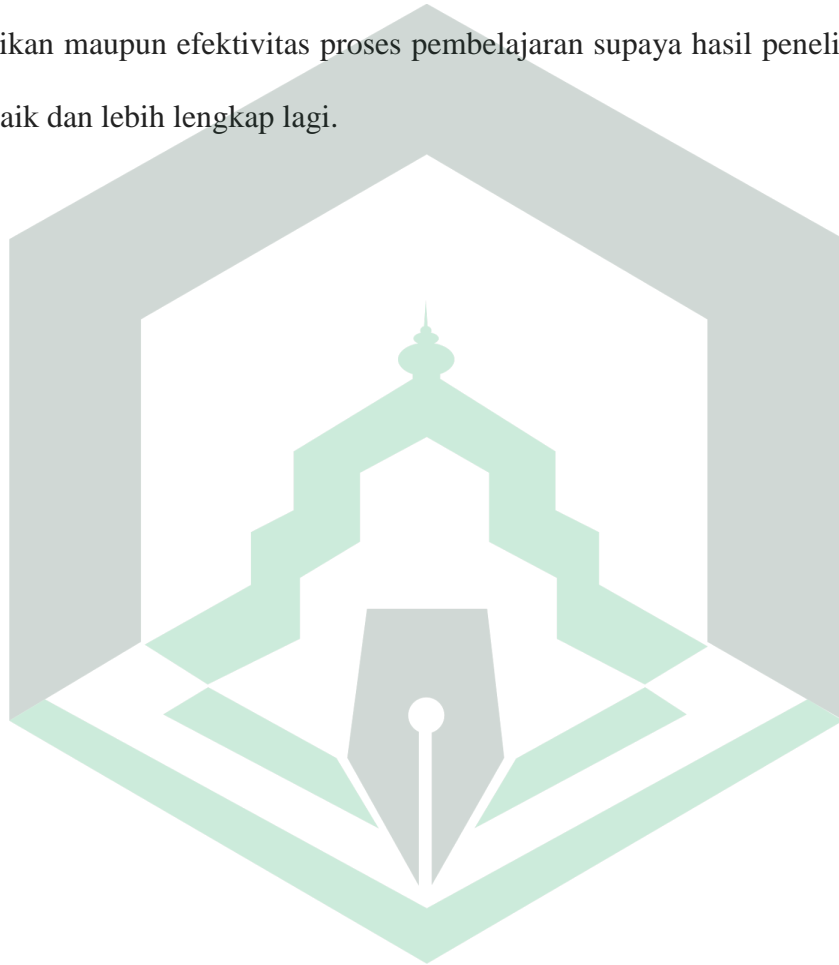 ikan maupun efektivitas proses pembelajaran supaya hasil peneli
aik dan lebih lengkap lagi.